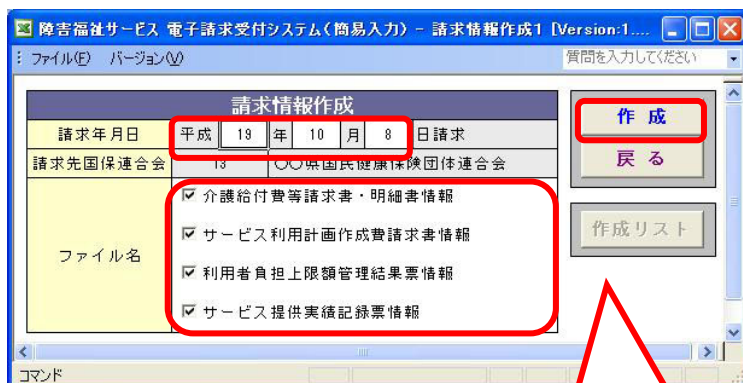 障害福祉サービス 電子請求受付システム(簡易入力) - 請求情報作成1 [Version:1....
ファイル(F) バージョン(V) 質問を入力してください
請求情報作成
請求年月日 平成 19 年 10 月 8 日請求
請求先国保連合会 13 〇〇県国民健康保険団体連合会
ファイル名
介護給付費等請求書・明細書情報
サービス利用計画作成費請求書情報
利用者負担上限額管理結果票情報
サービス提供実績記録票情報
作成
戻る
作成リスト
コマンド